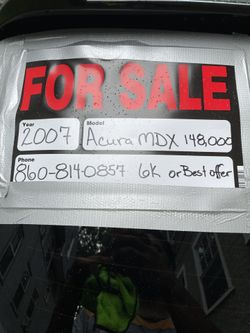 FOR SALE
Year Model
2007 Acura MDX 148,000
Phone
860-814-0857 6k or Best offer